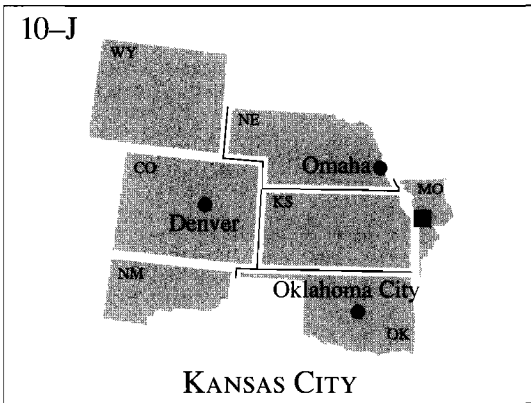 10–J
WY
NE
Omaha
CO
MO
KS
Denver
NM
Oklahoma City
OK
KANSAS CITY